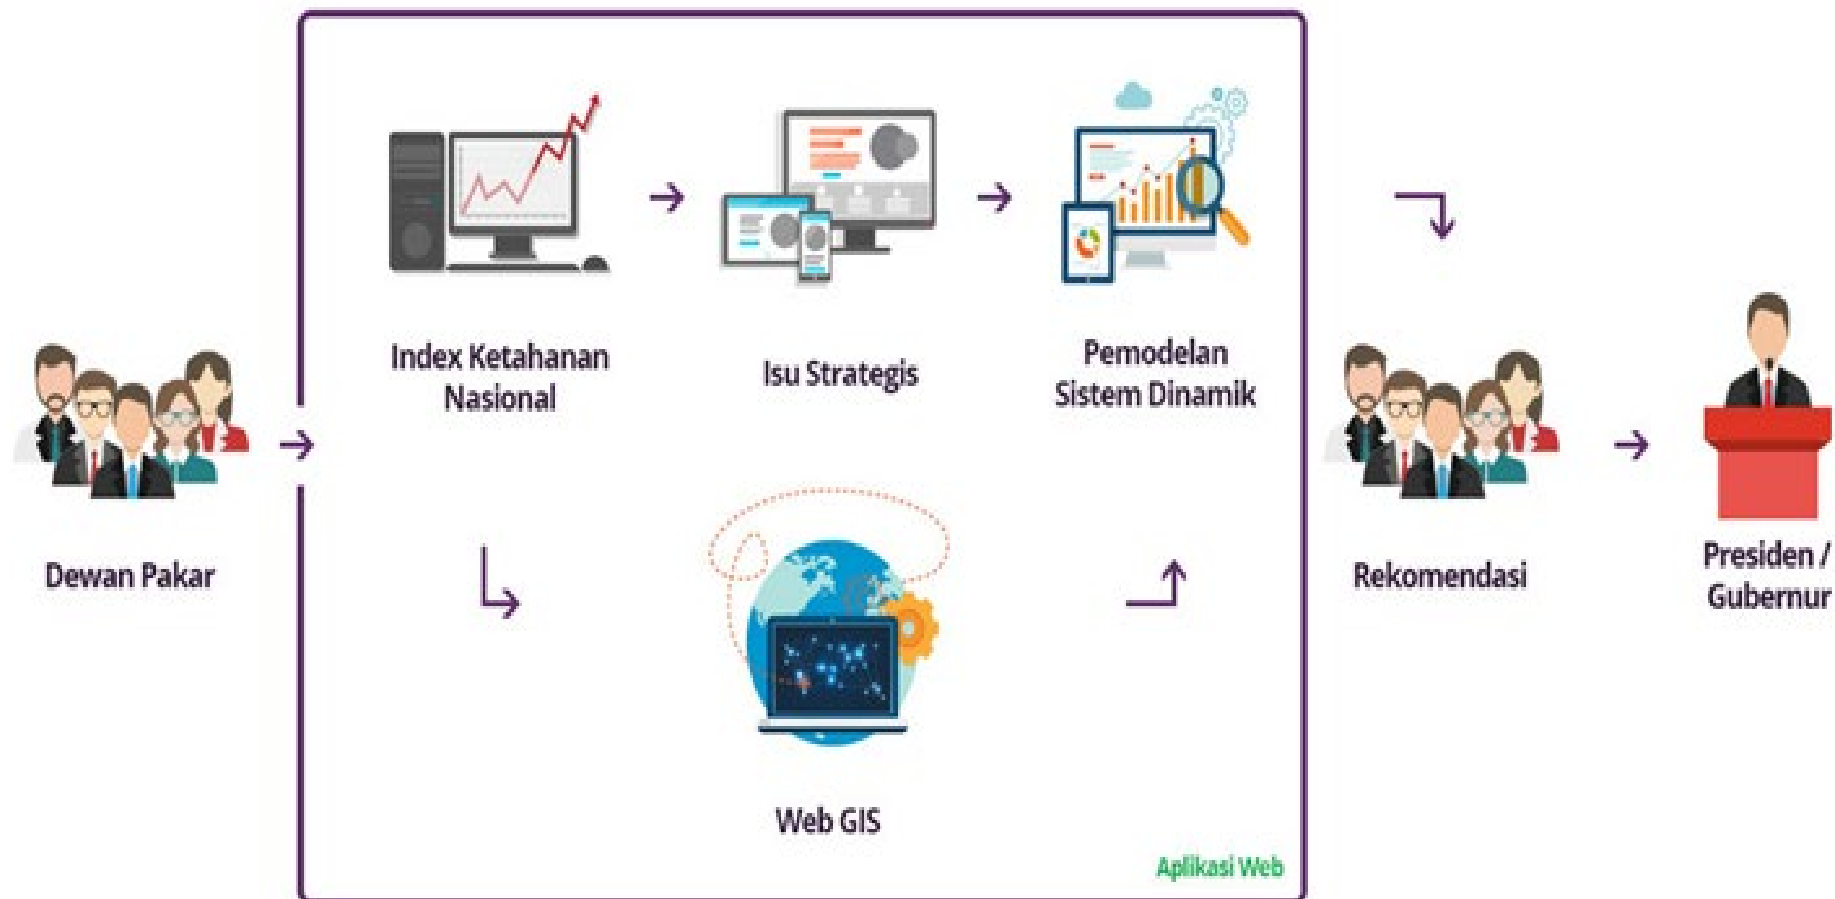 Dewan Pakar
Index Ketahanan
Nasional
Isu Strategis
Pemodelan
Sistem Dinamik
Web GIS
Aplikasi Web
Rekomendasi
Presiden /
Gubernur